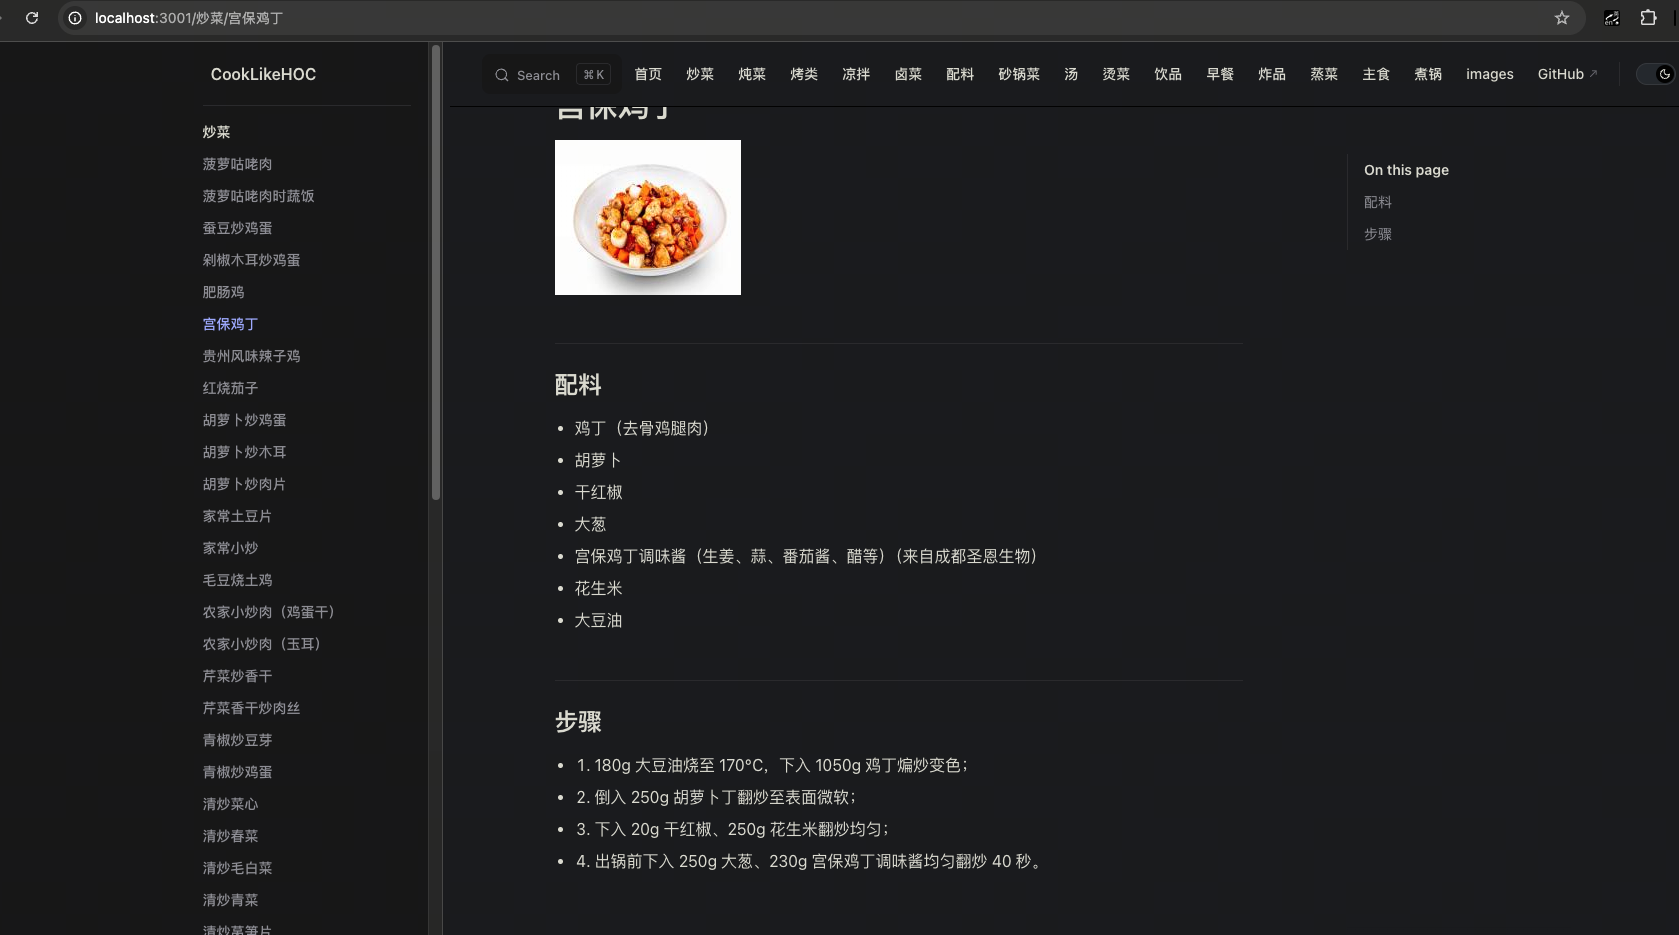 localhost:3001/炒菜/宫保鸡丁
CookLikeHOC
Search ⌘ K 首页 炒菜 炖菜 烤类 凉拌 卤菜 配料 砂锅菜 汤 烫菜 饮品 早餐 炸品 蒸菜 主食 煮锅 images GitHub
炒菜
菠萝咕咾肉
菠萝咕咾肉时蔬饭
蚕豆炒鸡蛋
剁椒木耳炒鸡蛋
肥肠鸡
宫保鸡丁
贵州风味辣子鸡
红烧茄子
胡萝卜炒鸡蛋
胡萝卜炒木耳
胡萝卜炒肉片
家常土豆片
家常小炒
毛豆烧土鸡
农家小炒肉（鸡蛋干）
农家小炒肉（玉耳）
芹菜炒香干
芹菜香干炒肉丝
青椒炒豆芽
青椒炒鸡蛋
清炒菜心
清炒春菜
清炒毛白菜
清炒青菜
清炒莴笋片
宫保鸡丁
配料
鸡丁（去骨鸡腿肉）
胡萝卜
干红椒
大葱
宫保鸡丁调味酱（生姜、蒜、番茄酱、醋等）（来自成都圣恩生物）
花生米
大豆油
步骤
1. 180g 大豆油烧至 170°C，下入 1050g 鸡丁煸炒变色；
2. 倒入 250g 胡萝卜丁翻炒至表面微软；
3. 下入 20g 干红椒、250g 花生米翻炒均匀；
4. 出锅前下入 250g 大葱、230g 宫保鸡丁调味酱均匀翻炒 40 秒。
On this page
配料
步骤